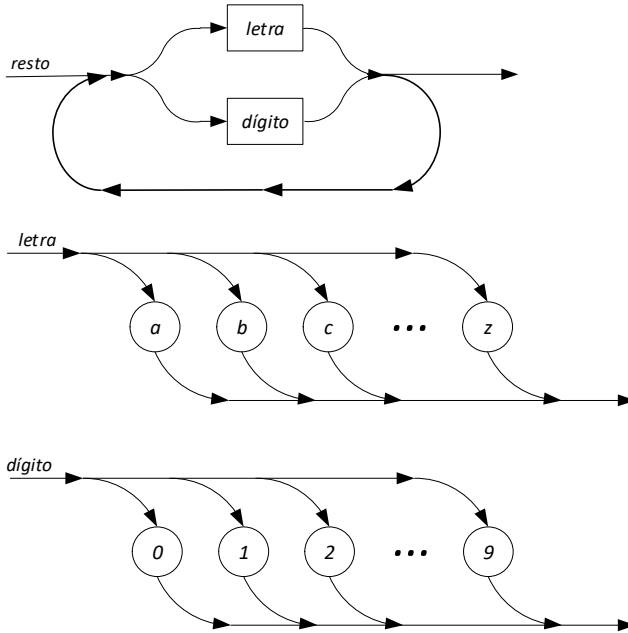 letra
resto
dígito
letra
a b c ... z
dígito
0 1 2 ... 9